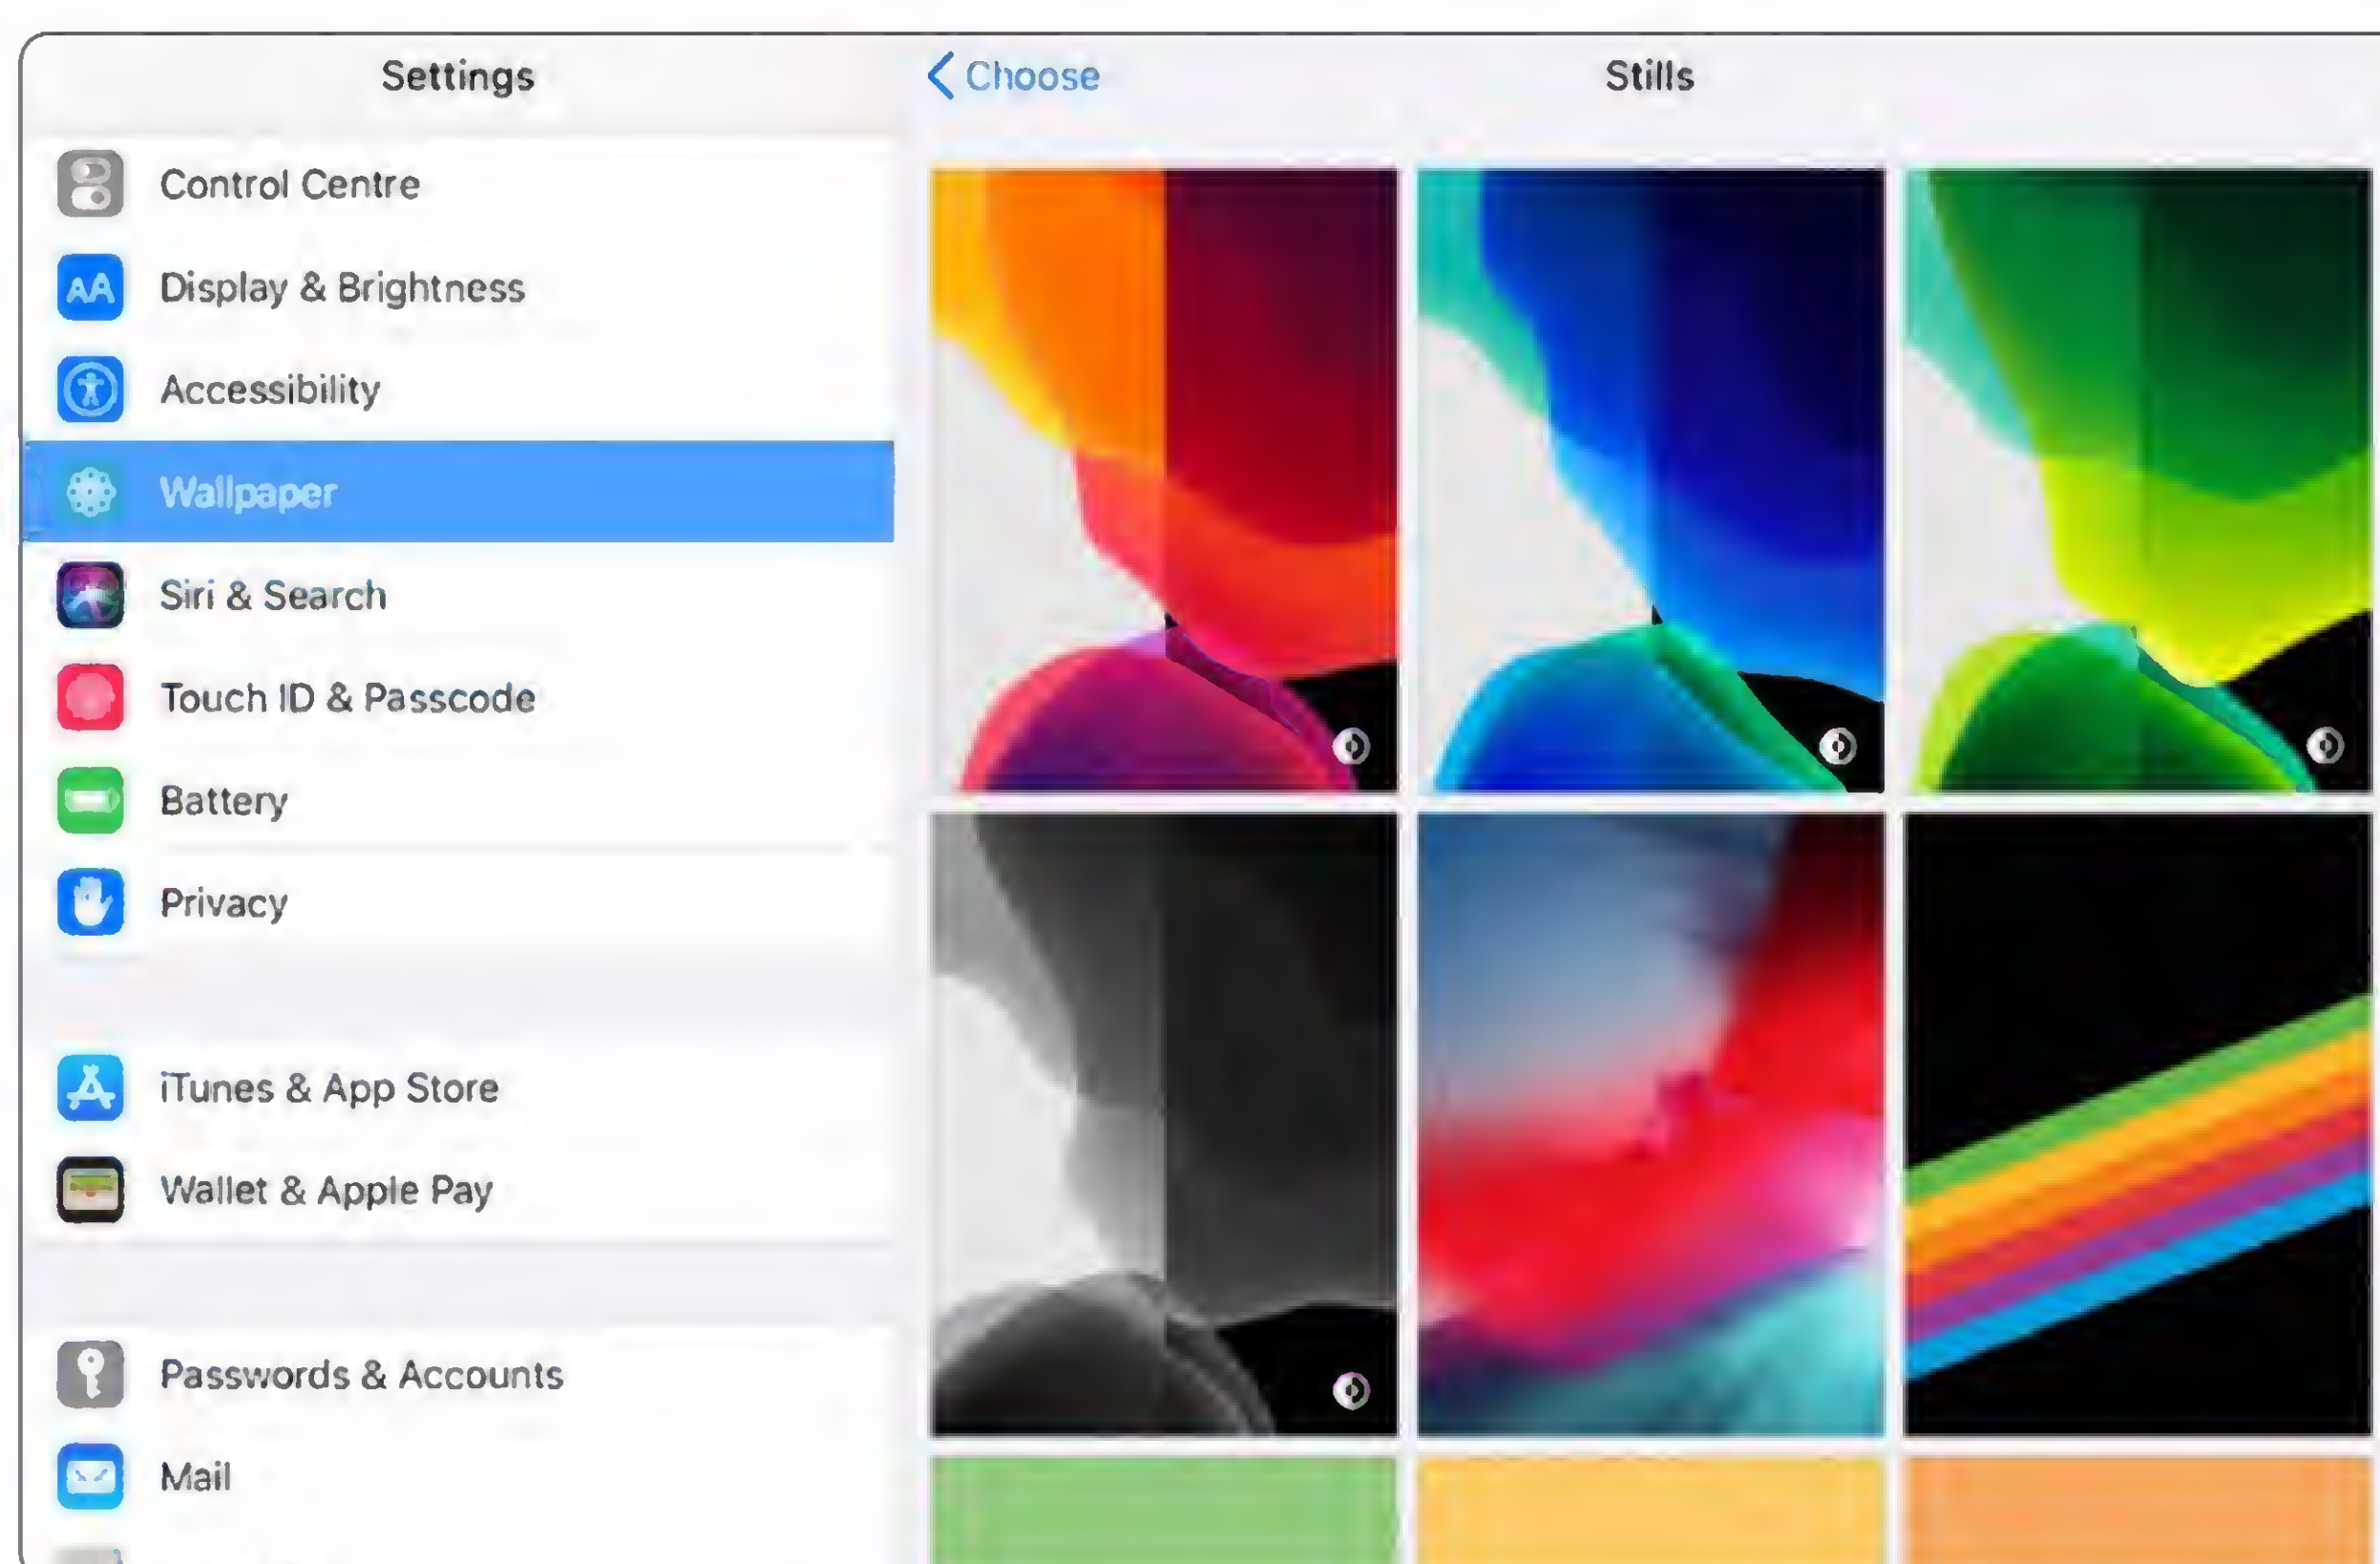 Settings
Choose
Stills
Control Centre
AA
Display & Brightness
Accessibility
Wallpaper
Siri & Search
Touch ID & Passcode
Battery
Privacy
iTunes & App Store
Wallet & Apple Pay
Passwords & Accounts
Mail